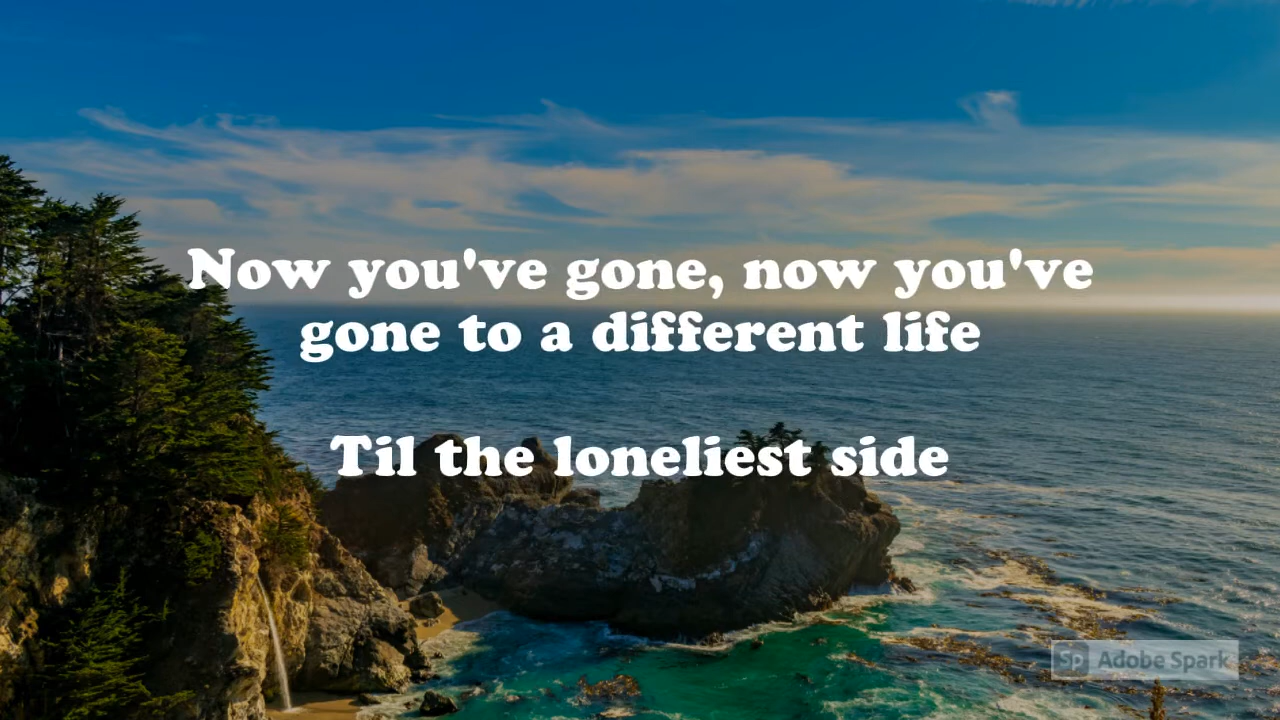 Now you've gone, now you've
gone to a different life
Til the loneliest side
Sp Adobe Spark